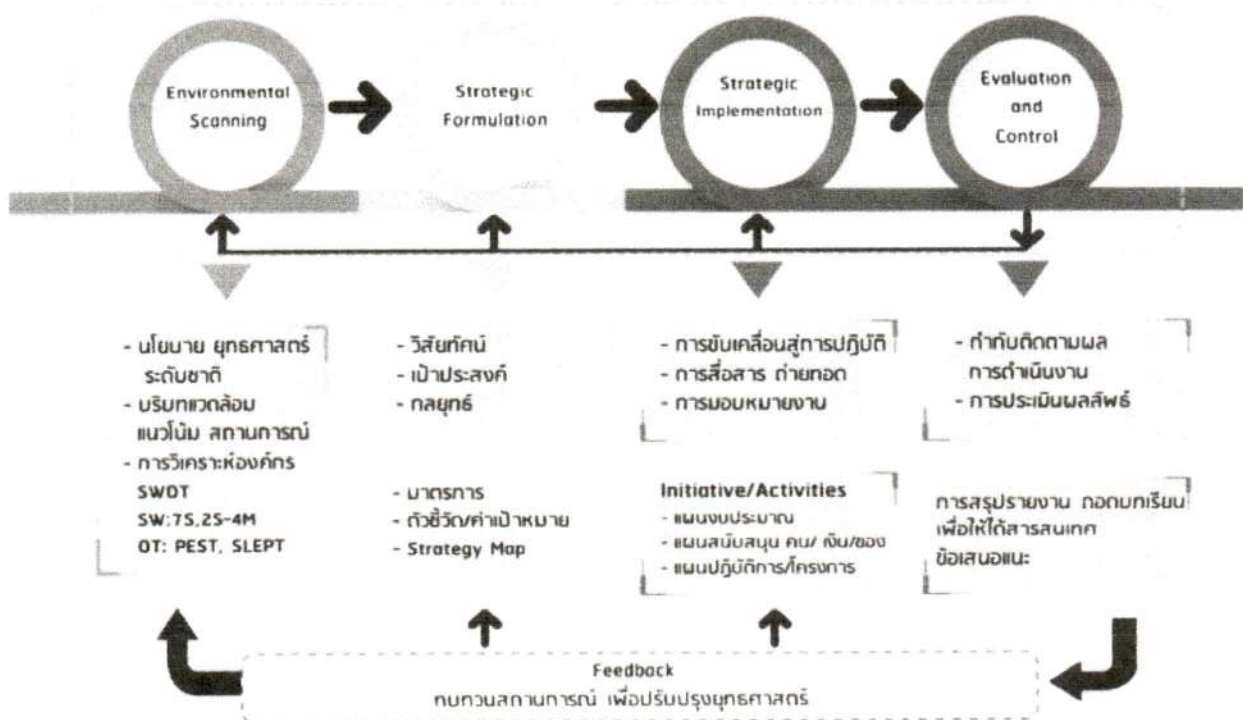 Environmental
Scanning
Strategic
Formulation
Strategic
Implementation
Evaluation
and
Control
- นโยบาย ยุทธศาสตร์
ระดับชาติ
- บริบทแวดล้อม
แนวโน้ม สถานการณ์
- การวิเคราะห์องค์กร
SWOT
SW:7S,2S-4M
OT: PEST, SLEPT
- วิสัยทัศน์
- เป้าประสงค์
- กลยุทธ์
- มาตรการ
- ตัวชี้วัด/ค่าเป้าหมาย
- Strategy Map
- การขับเคลื่อนสู่การปฏิบัติ
- การสื่อสาร ถ่ายทอด
- การมอบหมายงาน
Initiative/Activities
- แผนงบประมาณ
- แผนสนับสนุน คน/ เงิน/ของ
- แผนปฏิบัติการ/โครงการ
- กำกับติดตามผล
การดำเนินงาน
- การประเมินผลลัพธ์
การสรุปรายงาน ถอดบทเรียน
เพื่อให้ได้สารสนเทศ
ข้อเสนอแนะ
Feedback
ทบทวนสถานการณ์ เพื่อปรับปรุงยุทธศาสตร์